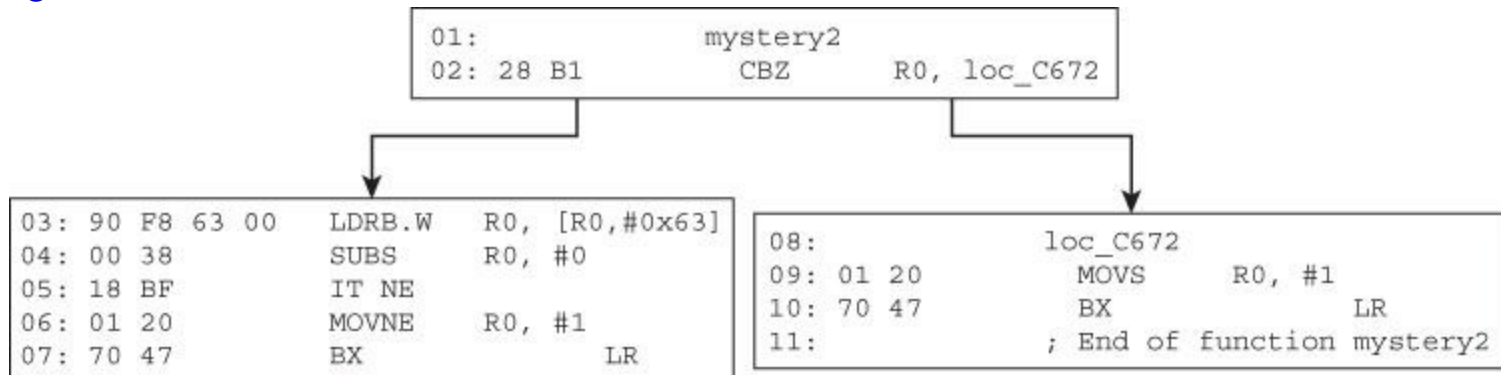 01: mystery2
02: 28 B1 CBZ R0, loc_C672
03: 90 F8 63 00 LDRB.W R0, [R0,#0x63]
04: 00 38 SUBS R0, #0
05: 18 BF IT NE
06: 01 20 MOVNE R0, #1
07: 70 47 BX LR
08: loc_C672
09: 01 20 MOVS R0, #1
10: 70 47 BX LR
11: ; End of function mystery2